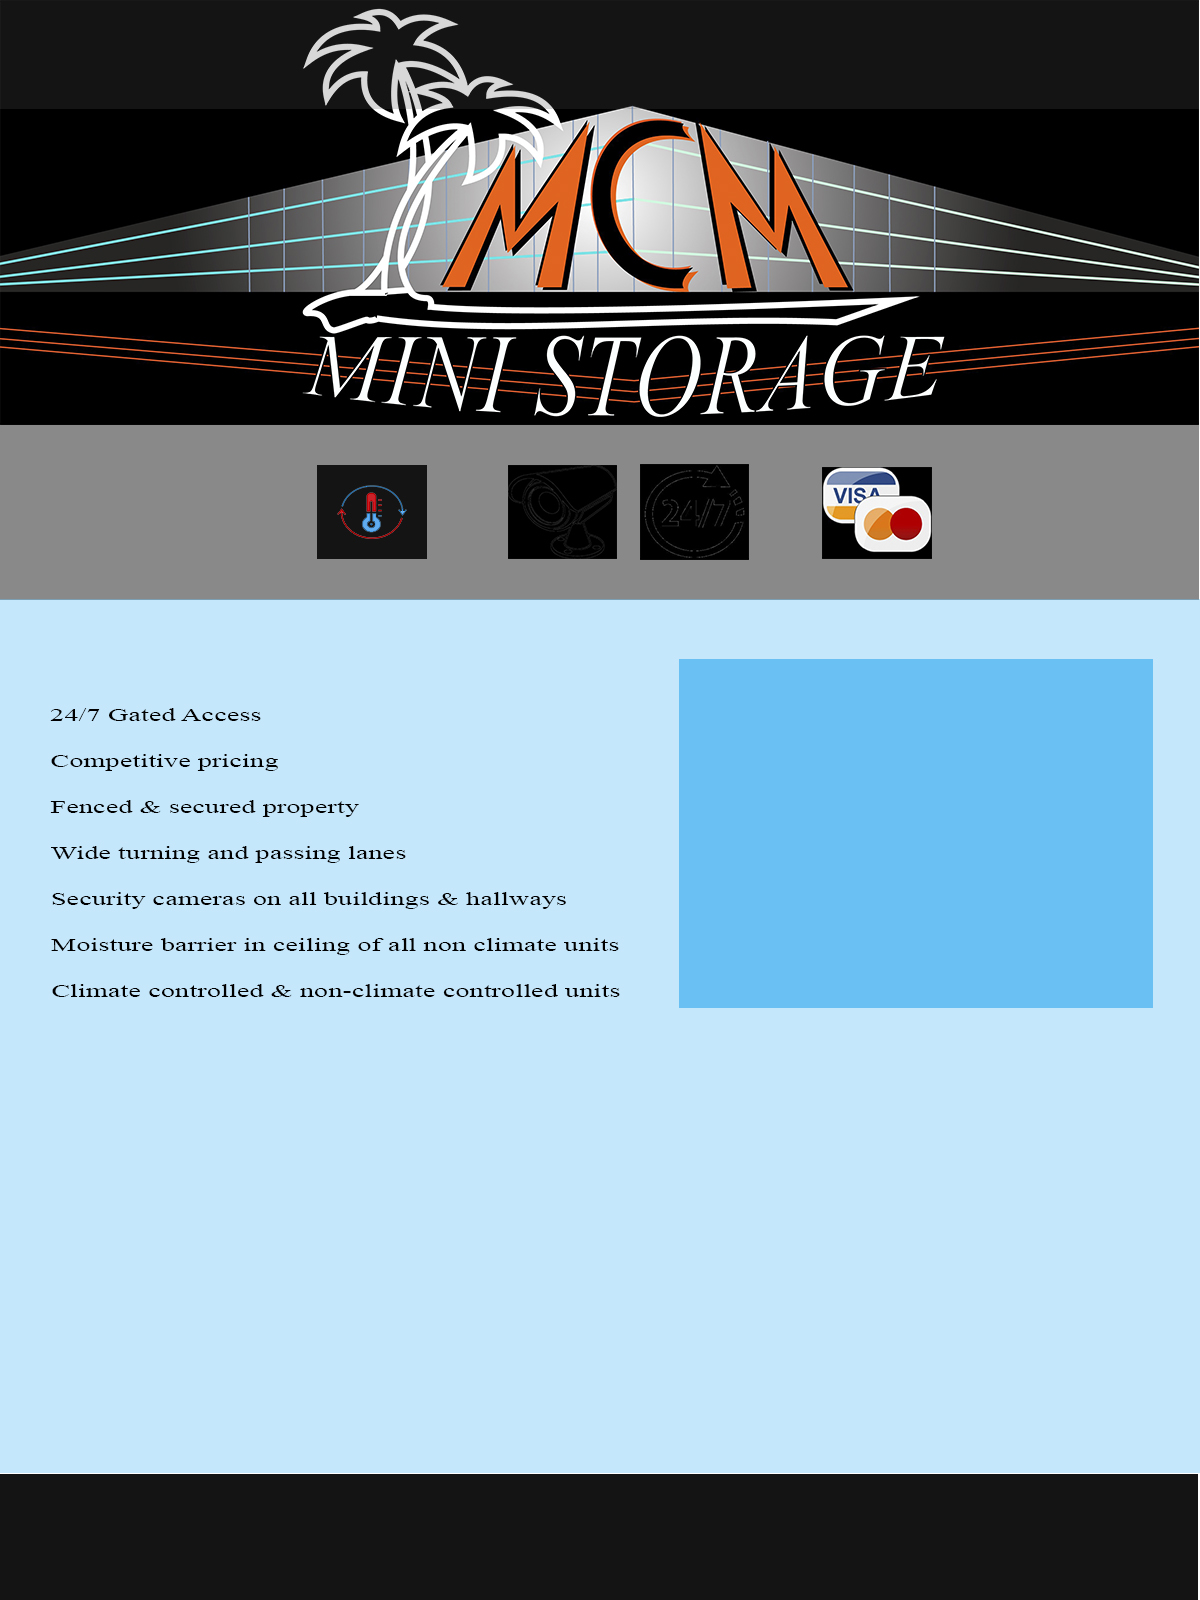 MCM
MINI STORAGE
24/7
VISA
24/7 Gated Access
Competitive pricing
Fenced & secured property
Wide turning and passing lanes
Security cameras on all buildings & hallways
Moisture barrier in ceiling of all non climate units
Climate controlled & non-climate controlled units